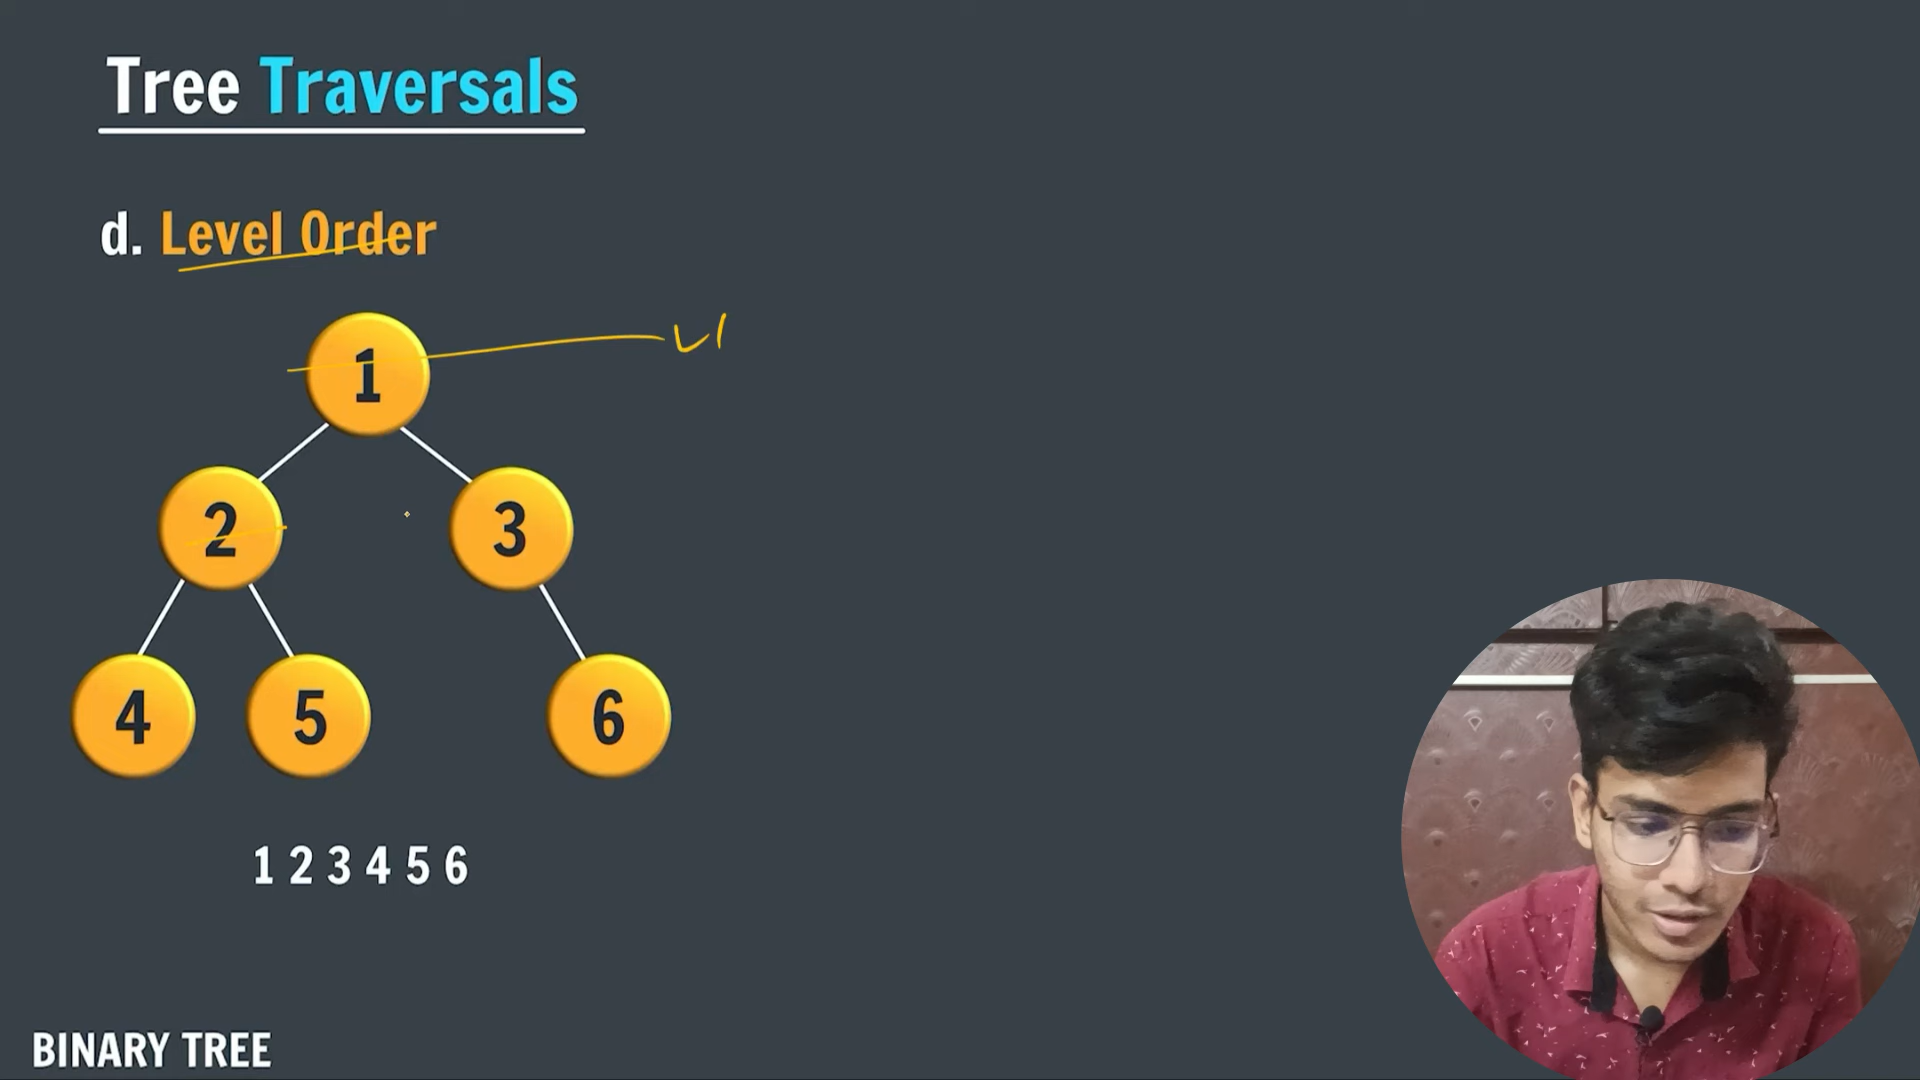 Tree Traversals
d. Level Order
L1
1
2 3
4 5 6
1 2 3 4 5 6
BINARY TREE